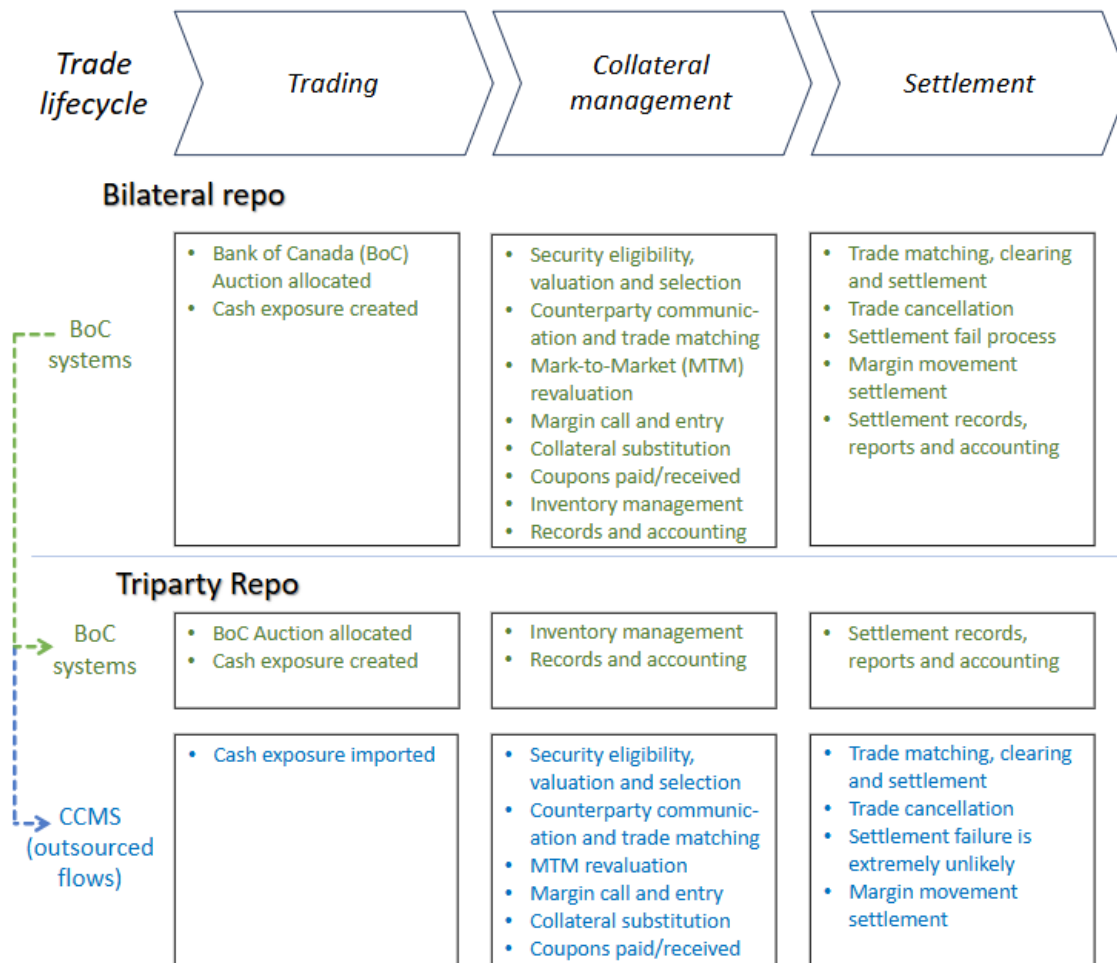 Trade
lifecycle
Trading
Collateral
management
Settlement
Bilateral repo
BoC
systems
• Bank of Canada (BoC)
Auction allocated
• Cash exposure created
• Security eligibility,
valuation and selection
• Counterparty communic-
ation and trade matching
• Mark-to-Market (MTM)
revaluation
• Margin call and entry
• Collateral substitution
• Coupons paid/received
• Inventory management
• Records and accounting
• Trade matching, clearing
and settlement
• Trade cancellation
• Settlement fail process
• Margin movement
settlement
• Settlement records,
reports and accounting
Triparty Repo
BoC
systems
• BoC Auction allocated
• Cash exposure created
• Inventory management
• Records and accounting
• Settlement records,
reports and accounting
CCMS
(outsourced
flows)
• Cash exposure imported
• Security eligibility,
valuation and selection
• Counterparty communic-
ation and trade matching
• MTM revaluation
• Margin call and entry
• Collateral substitution
• Coupons paid/received
• Trade matching, clearing
and settlement
• Trade cancellation
• Settlement failure is
extremely unlikely
• Margin movement
settlement